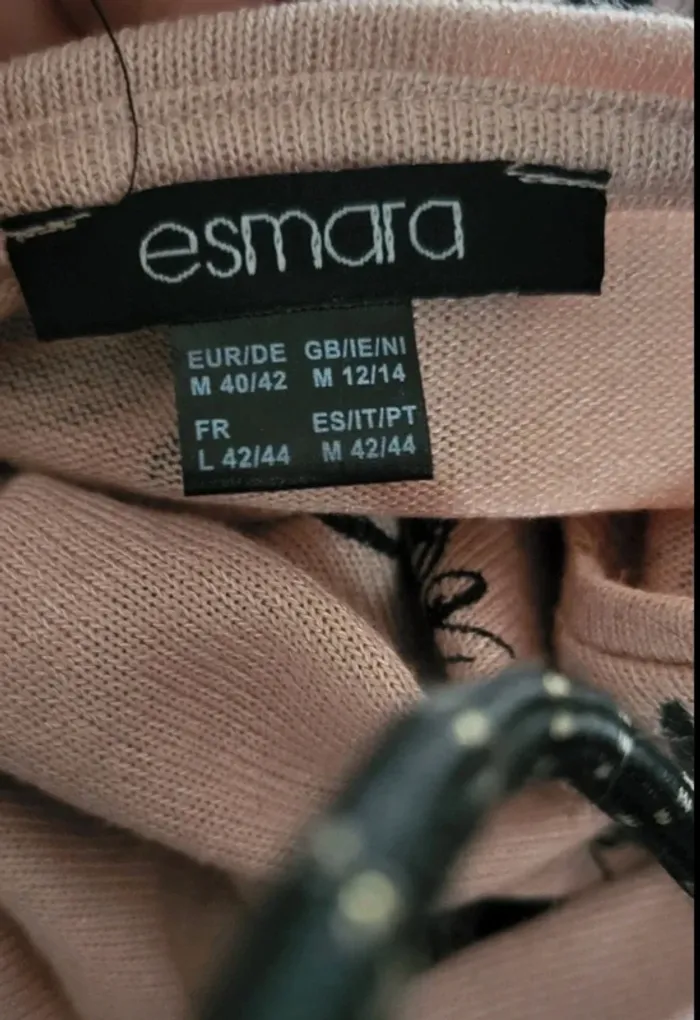 esmara
EUR/DE GB/IE/NI
M 40/42 M 12/14
FR ES/IT/PT
L 42/44 M 42/44